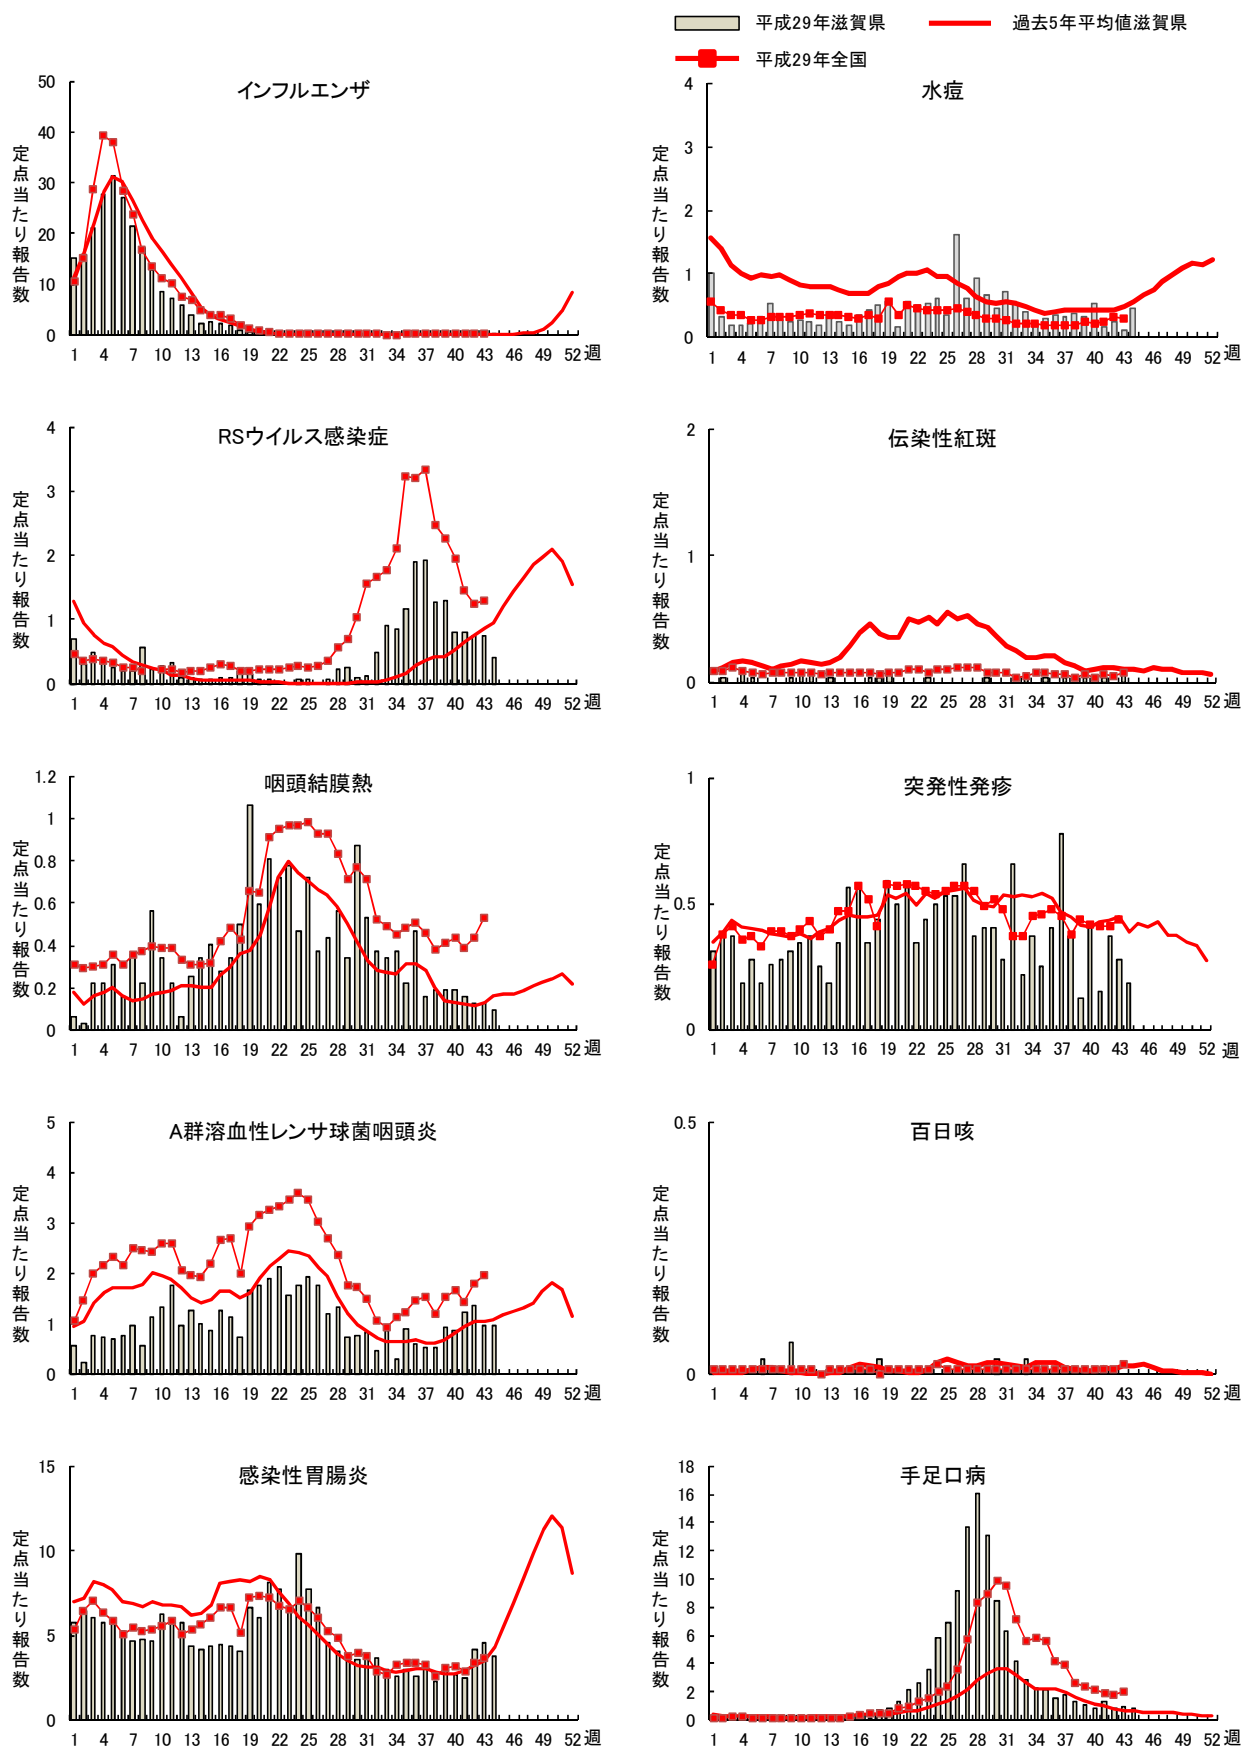 平成29年滋賀県 過去5年平均値滋賀県
平成29年全国
インフルエンザ
定点当たり報告数
50
40
30
20
10
0
1 4 7 10 13 16 19 22 25 28 31 34 37 40 43 46 49 52 週
水痘
定点当たり報告数
4
3
2
1
0
1 4 7 10 13 16 19 22 25 28 31 34 37 40 43 46 49 52 週
RSウイルス感染症
定点当たり報告数
4
3
2
1
0
1 4 7 10 13 16 19 22 25 28 31 34 37 40 43 46 49 52 週
伝染性紅斑
定点当たり報告数
2
1
0
1 4 7 10 13 16 19 22 25 28 31 34 37 40 43 46 49 52 週
咽頭結膜熱
定点当たり報告数
1.2
1
0.8
0.6
0.4
0.2
0
1 4 7 10 13 16 19 22 25 28 31 34 37 40 43 46 49 52 週
突発性発疹
定点当たり報告数
1
0.5
0
1 4 7 10 13 16 19 22 25 28 31 34 37 40 43 46 49 52 週
A群溶血性レンサ球菌咽頭炎
定点当たり報告数
5
4
3
2
1
0
1 4 7 10 13 16 19 22 25 28 31 34 37 40 43 46 49 52 週
百日咳
定点当たり報告数
0.5
0
1 4 7 10 13 16 19 22 25 28 31 34 37 40 43 46 49 52 週
感染性胃腸炎
定点当たり報告数
15
10
5
0
1 4 7 10 13 16 19 22 25 28 31 34 37 40 43 46 49 52 週
手足口病
定点当たり報告数
18
16
14
12
10
8
6
4
2
0
1 4 7 10 13 16 19 22 25 28 31 34 37 40 43 46 49 52 週